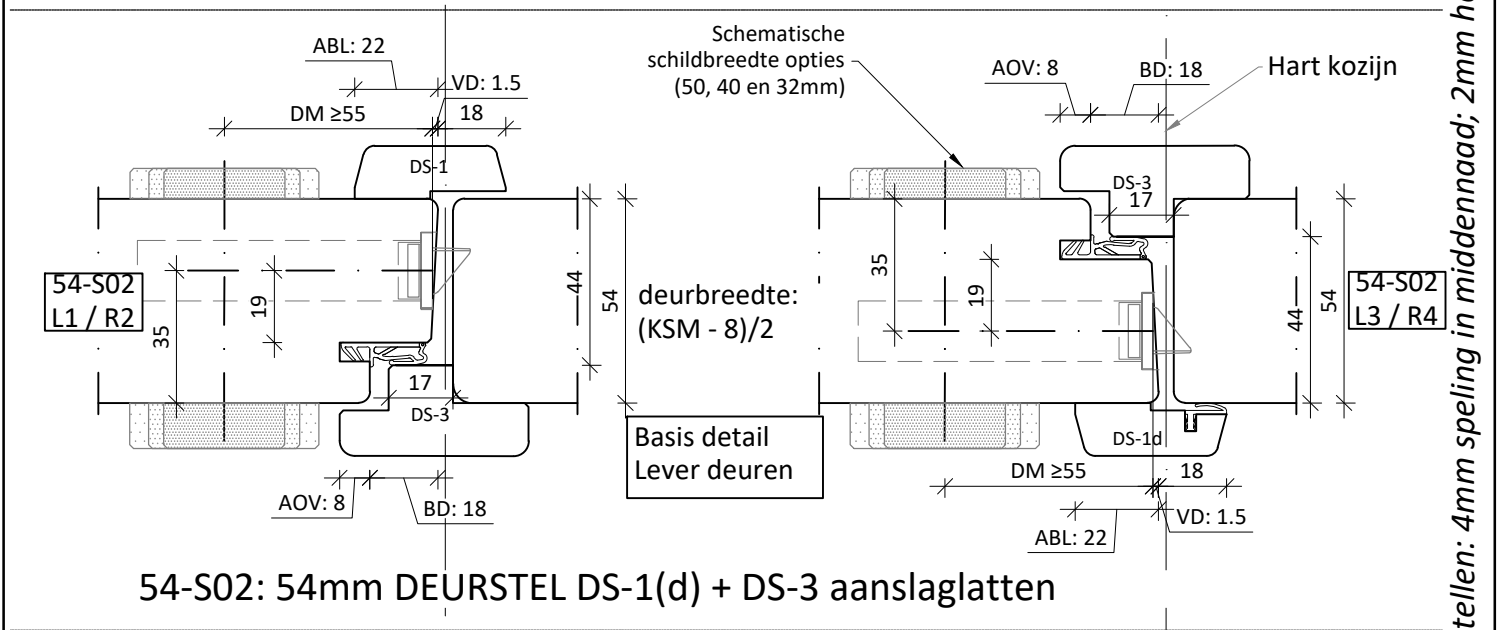 ABL: 22
VD: 1.5
DM ≥55
18
DS-1
54-S02
L1 / R2
35
19
44
54
17
DS-3
AOV: 8
BD: 18
Schematische
schildbreedte opties
(50, 40 en 32mm)
deurbreedte:
(KSM - 8)/2
Basis detail
Lever deuren
AOV: 8
BD: 18
Hart kozijn
DS-3
17
35
19
44
54
54-S02
L3 / R4
DS-1d
DM ≥55
18
VD: 1.5
ABL: 22
54-S02: 54mm DEURSTEL DS-1(d) + DS-3 aanslaglatten
tellen: 4mm speling in middennaad; 2mm